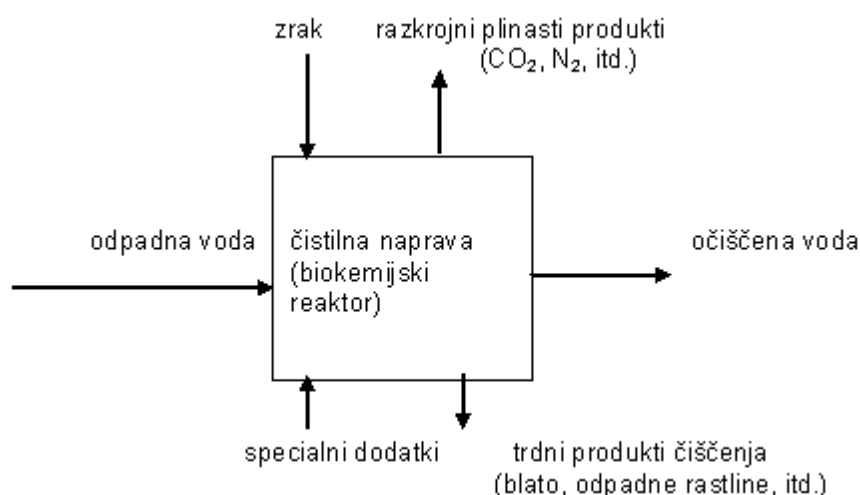 zrak
razkrojni plinasti produkti
(CO₂, N₂, itd.)
odpadna voda
čistilna naprava
(biokemijski
reaktor)
očiščena voda
specialni dodatki
trdni produkti čiščenja
(blato, odpadne rastline, itd.)